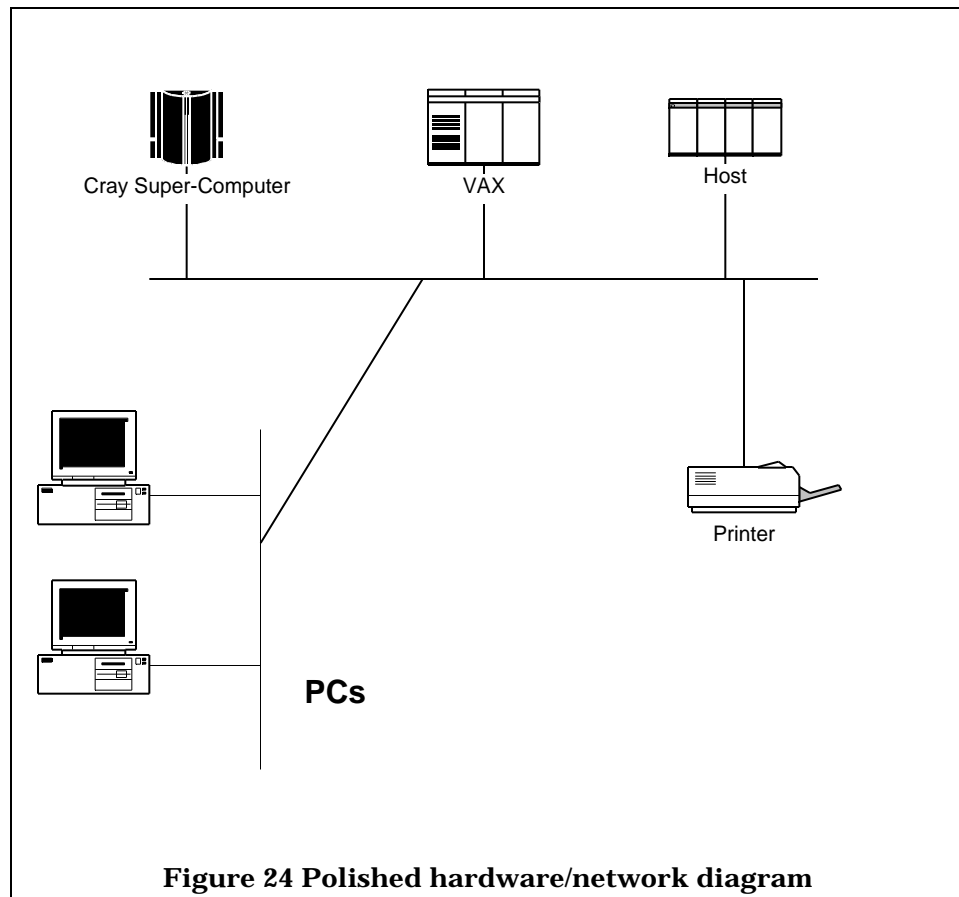 Cray Super-Computer
VAX
Host
Printer
PCs
Figure 24 Polished hardware/network diagram